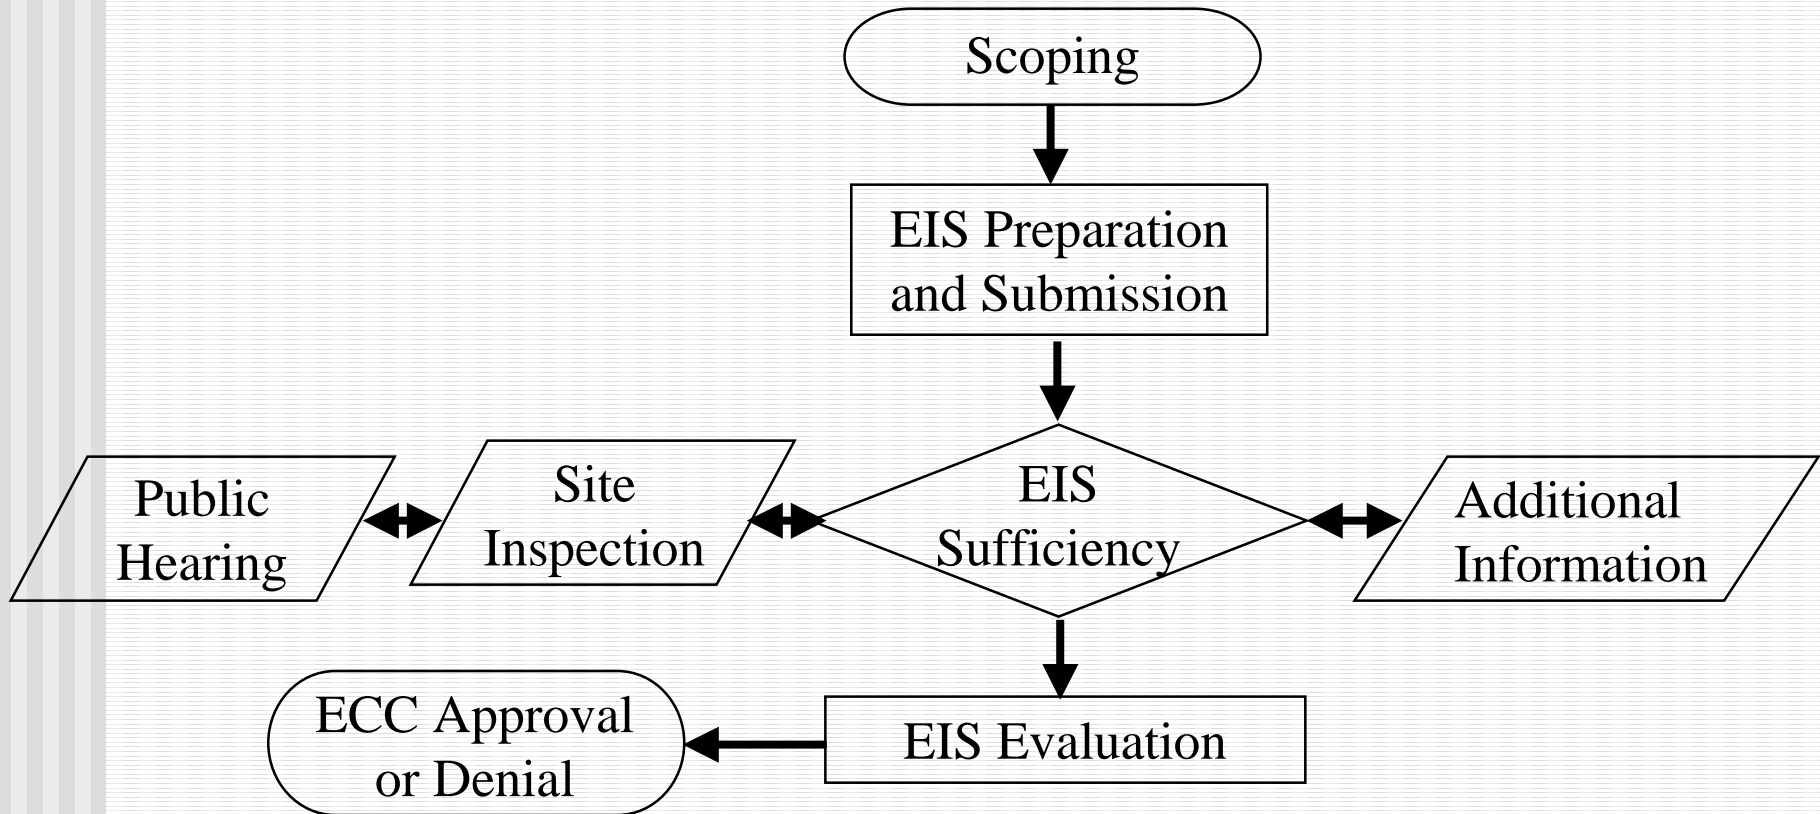 Scoping
EIS Preparation
and Submission
Public
Hearing
Site
Inspection
EIS
Sufficiency
Additional
Information
ECC Approval
or Denial
EIS Evaluation